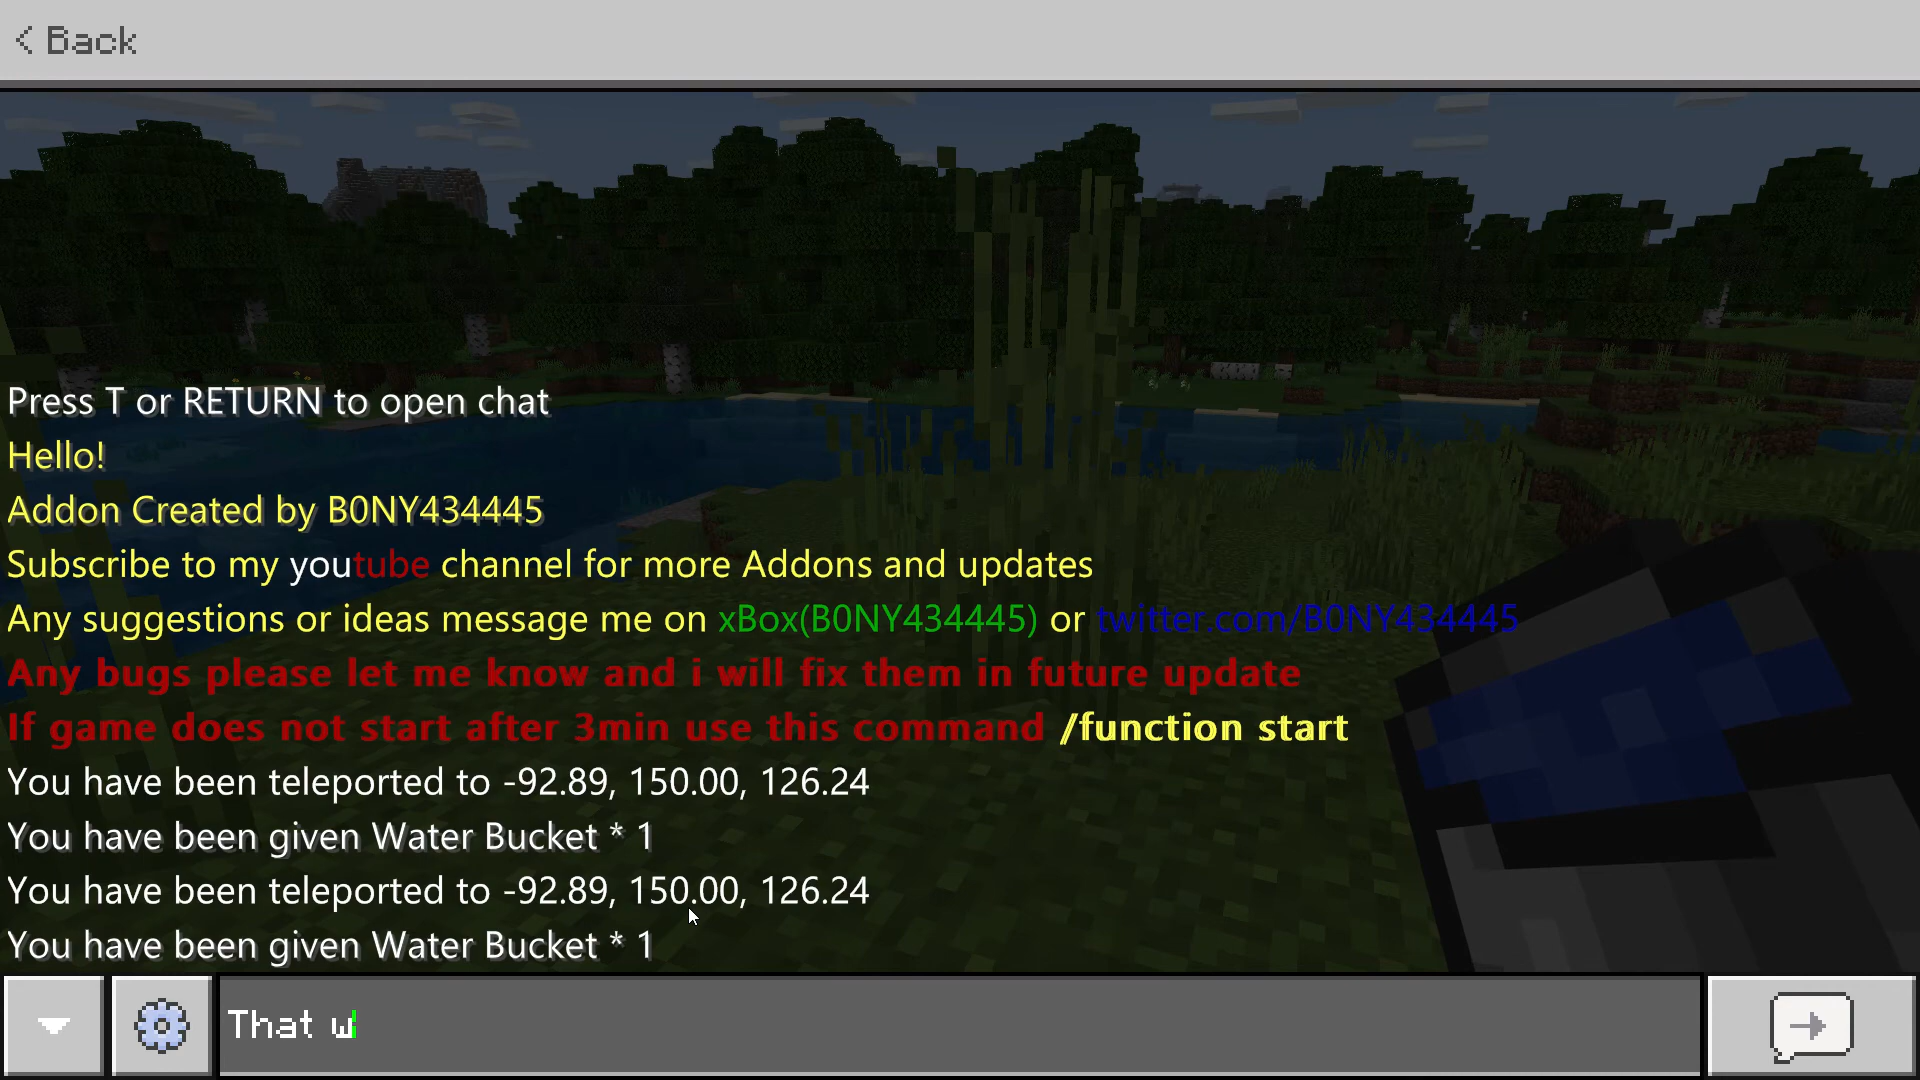 < Back
Press T or RETURN to open chat
Hello!
Addon Created by B0NY434445
Subscribe to my youtube channel for more Addons and updates
Any suggestions or ideas message me on xBox(B0NY434445) or twitter.com/B0NY434445
Any bugs please let me know and i will fix them in future update
If game does not start after 3min use this command /function start
You have been teleported to -92.89, 150.00, 126.24
You have been given Water Bucket * 1
You have been teleported to -92.89, 150.00, 126.24
You have been given Water Bucket * 1
That w